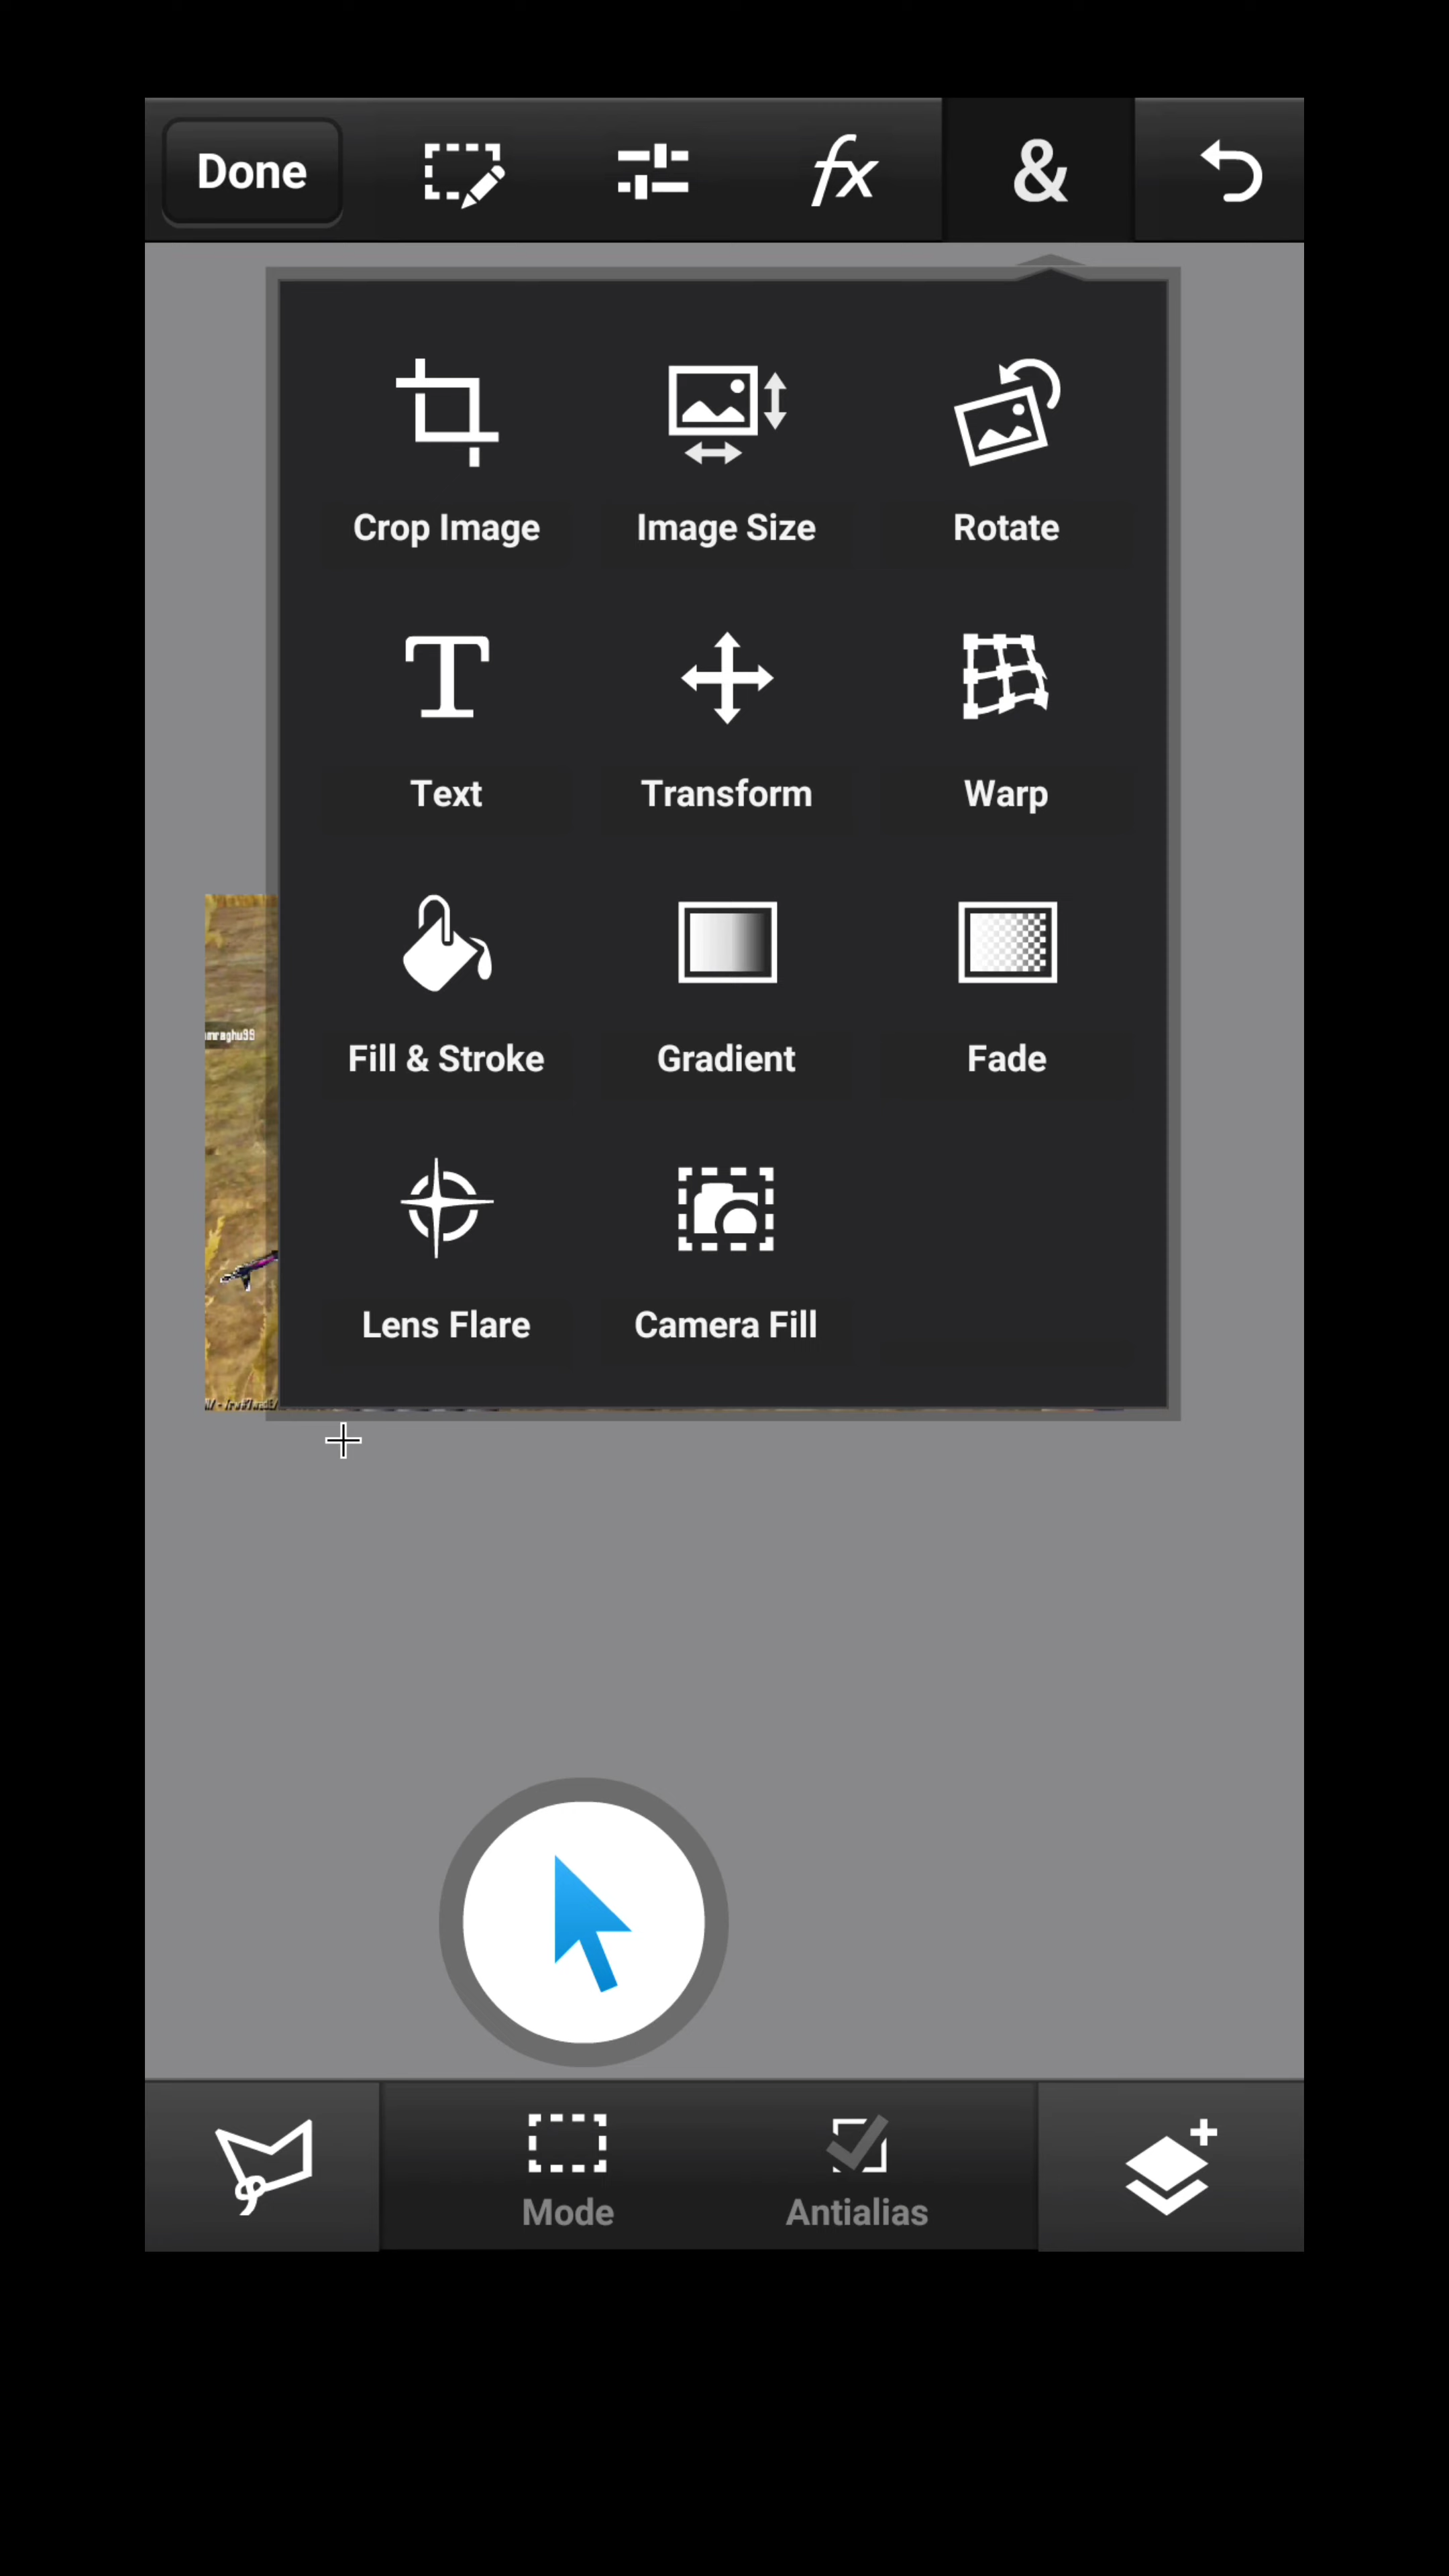 Done fx &
Crop Image Image Size Rotate
Text Transform Warp
Fill & Stroke Gradient Fade
Lens Flare Camera Fill
Mode Antialias